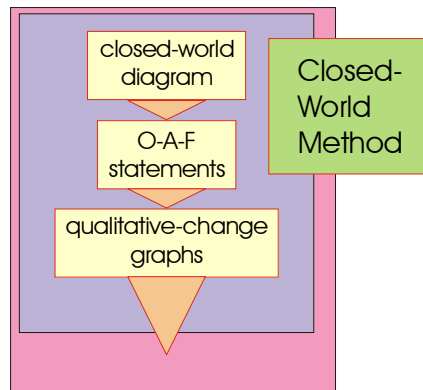 closed-world
diagram
O-A-F
statements
qualitative-change
graphs
Closed-
World
Method